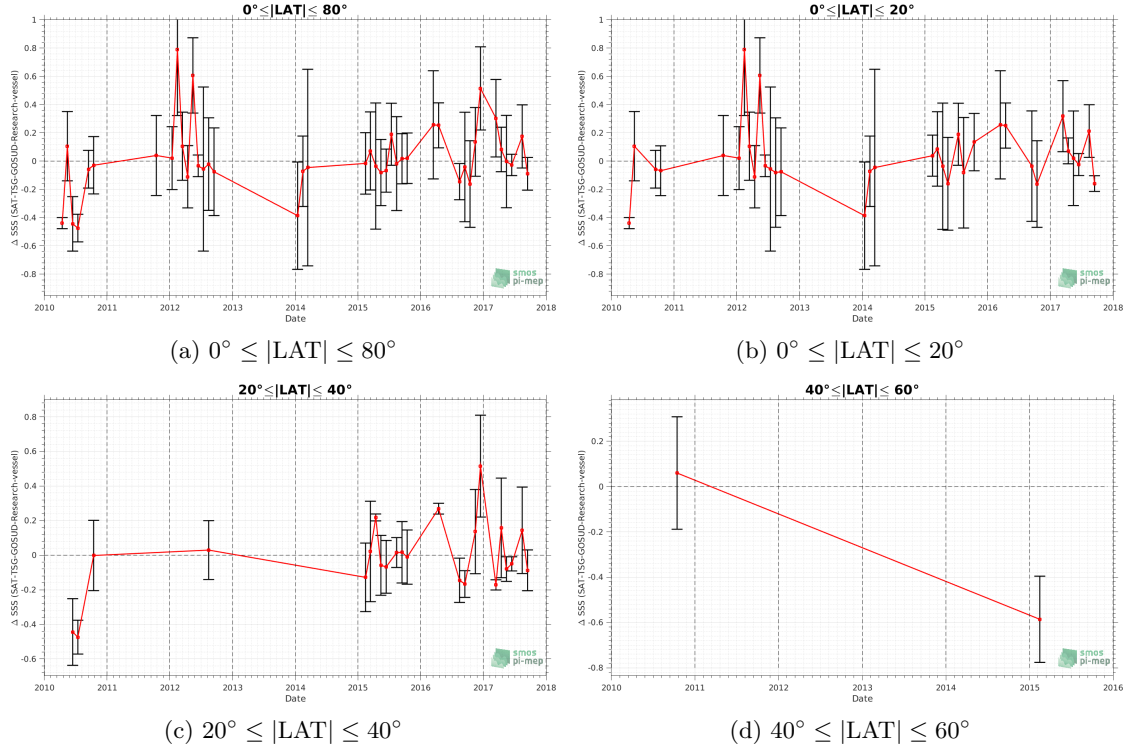 0°≤|LAT|≤ 80°
Δ SSS (SAT-TSG-GOSUD-Research-vessel)
1
0.8
0.6
0.4
0.2
0
-0.2
-0.4
-0.6
-0.8
2010 2011 2012 2013 2014 2015 2016 2017 2018
Date
smos
pi-mep
(a) 0° ≤ |LAT| ≤ 80°
0°≤|LAT|≤ 20°
Δ SSS (SAT-TSG-GOSUD-Research-vessel)
1
0.8
0.6
0.4
0.2
0
-0.2
-0.4
-0.6
-0.8
2010 2011 2012 2013 2014 2015 2016 2017 2018
Date
smos
pi-mep
(b) 0° ≤ |LAT| ≤ 20°
20°≤|LAT|≤ 40°
Δ SSS (SAT-TSG-GOSUD-Research-vessel)
0.8
0.6
0.4
0.2
0
-0.2
-0.4
-0.6
2010 2011 2012 2013 2014 2015 2016 2017 2018
Date
smos
pi-mep
(c) 20° ≤ |LAT| ≤ 40°
40°≤|LAT|≤ 60°
Δ SSS (SAT-TSG-GOSUD-Research-vessel)
0.2
0
-0.2
-0.4
-0.6
-0.8
2010 2011 2012 2013 2014 2015 2016
Date
smos
pi-mep
(d) 40° ≤ |LAT| ≤ 60°